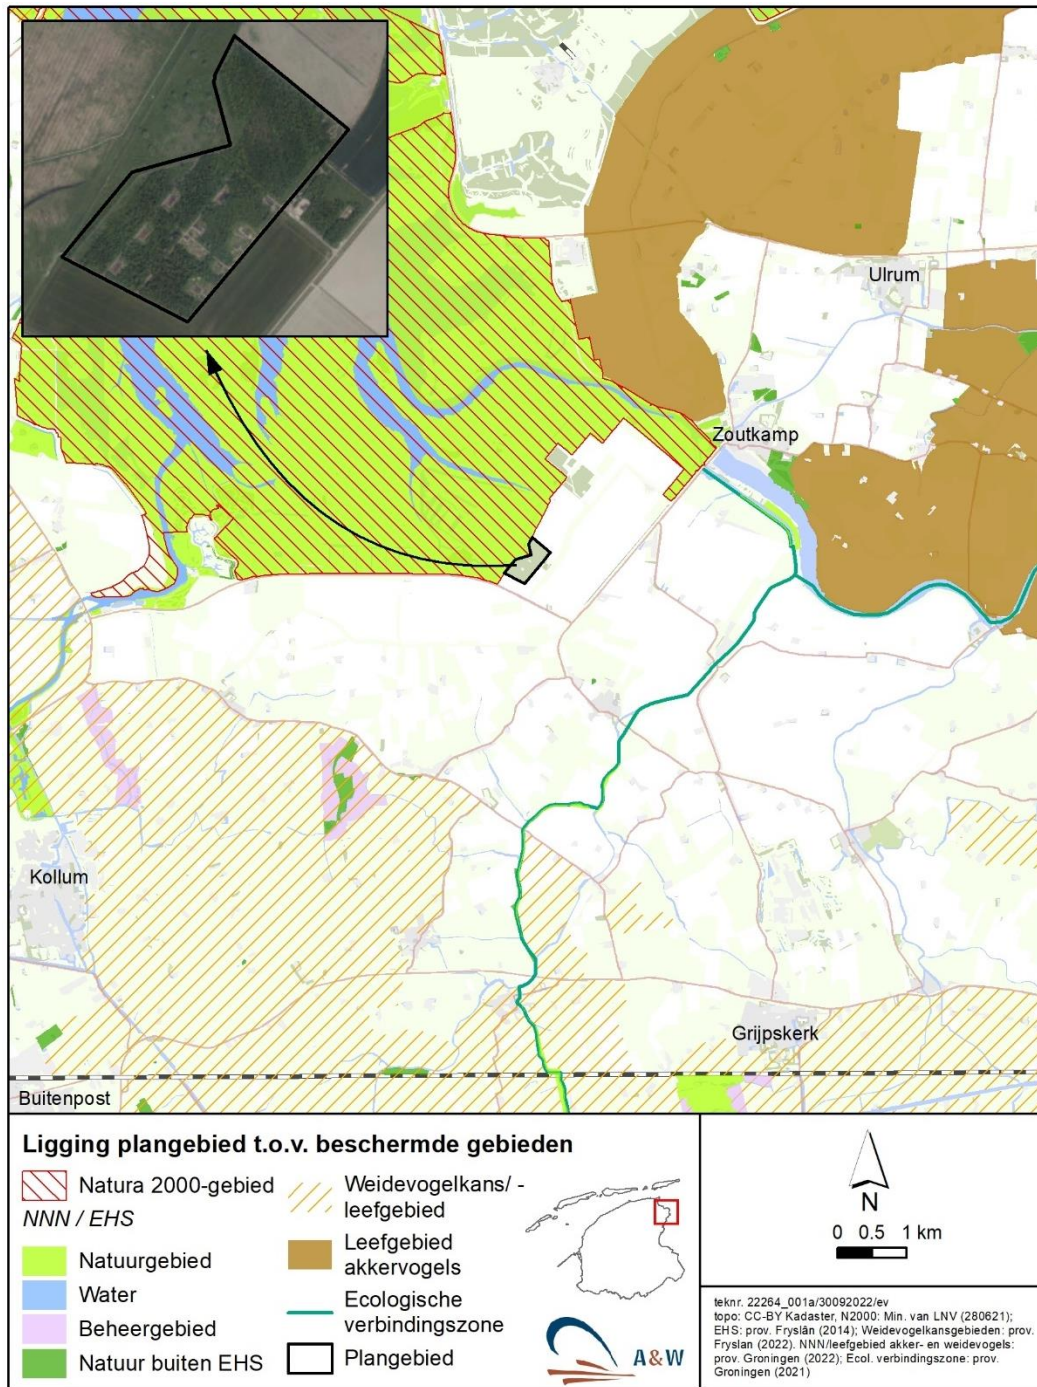 Ulrum
Zoutkamp
Kollum
Grijpskerk
Buitenpost
Ligging plangebied t.o.v. beschermde gebieden
Natura 2000-gebied
NNN / EHS
Natuurgebied
Water
Beheergebied
Natuur buiten EHS
Weidevogelkans/ -
leefgebied
Leefgebied
akkervogels
Ecologische
verbindingszone
Plangebied
A&W
N
0 0.5 1 km
teknr. 22264_001a/30092022/ev
topo: CC-BY Kadaster, N2000: Min. van LNV (280621);
EHS: prov. Fryslân (2014); Weidevogelkansgebieden: prov.
Fryslan (2022). NNN/leefgebied akker- en weidevogels:
prov. Groningen (2022); Ecol. verbindingszone: prov.
Groningen (2021)